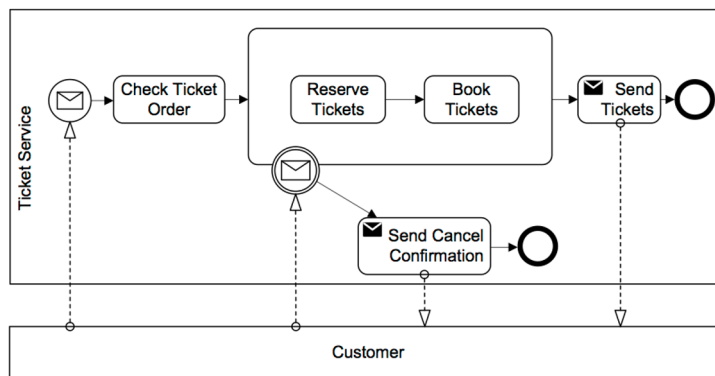 Ticket Service
Check Ticket
Order
Reserve
Tickets
Book
Tickets
Send
Tickets
Send Cancel
Confirmation
Customer